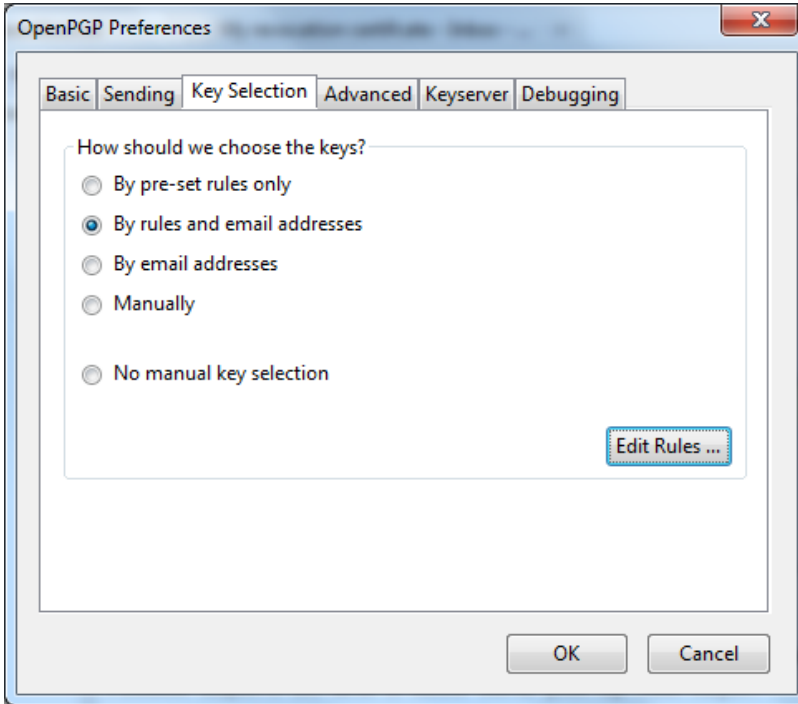 OpenPGP Preferences
Basic Sending Key Selection Advanced Keyserver Debugging
How should we choose the keys?
By pre-set rules only
By rules and email addresses
By email addresses
Manually
No manual key selection
Edit Rules ...
OK Cancel